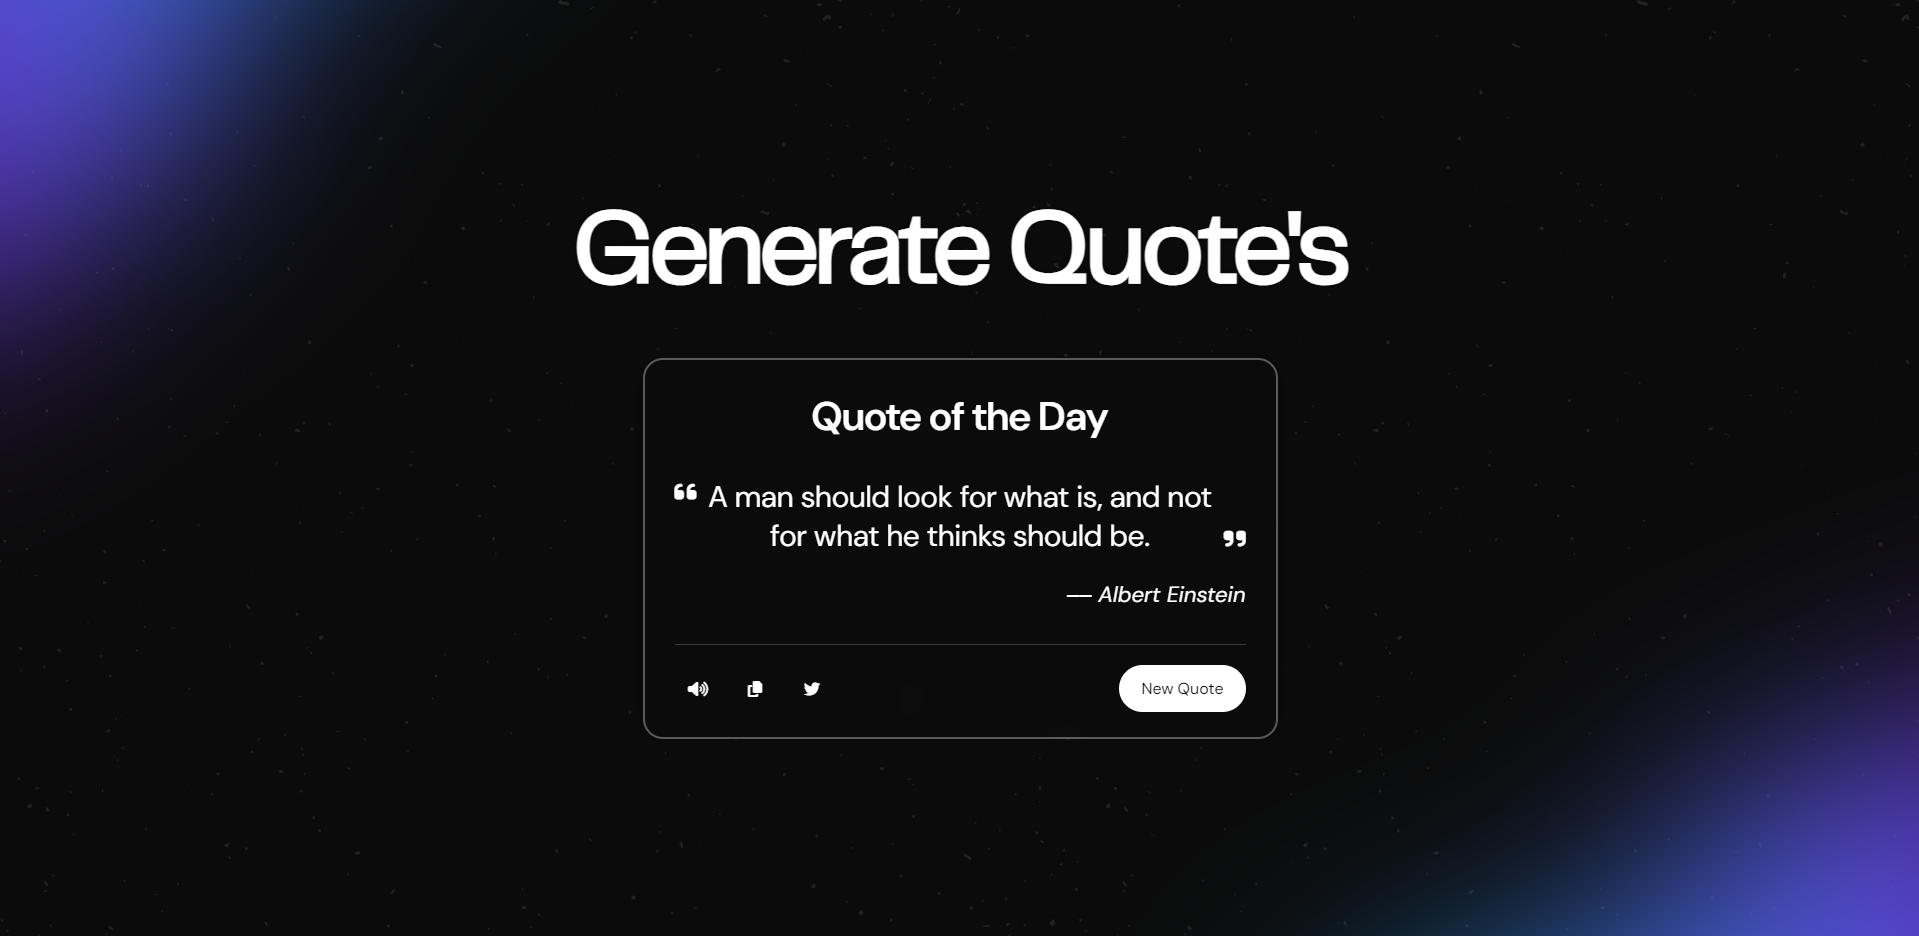 Generate Quote's
Quote of the Day
❝ A man should look for what is, and not
for what he thinks should be. ❞
— Albert Einstein
New Quote